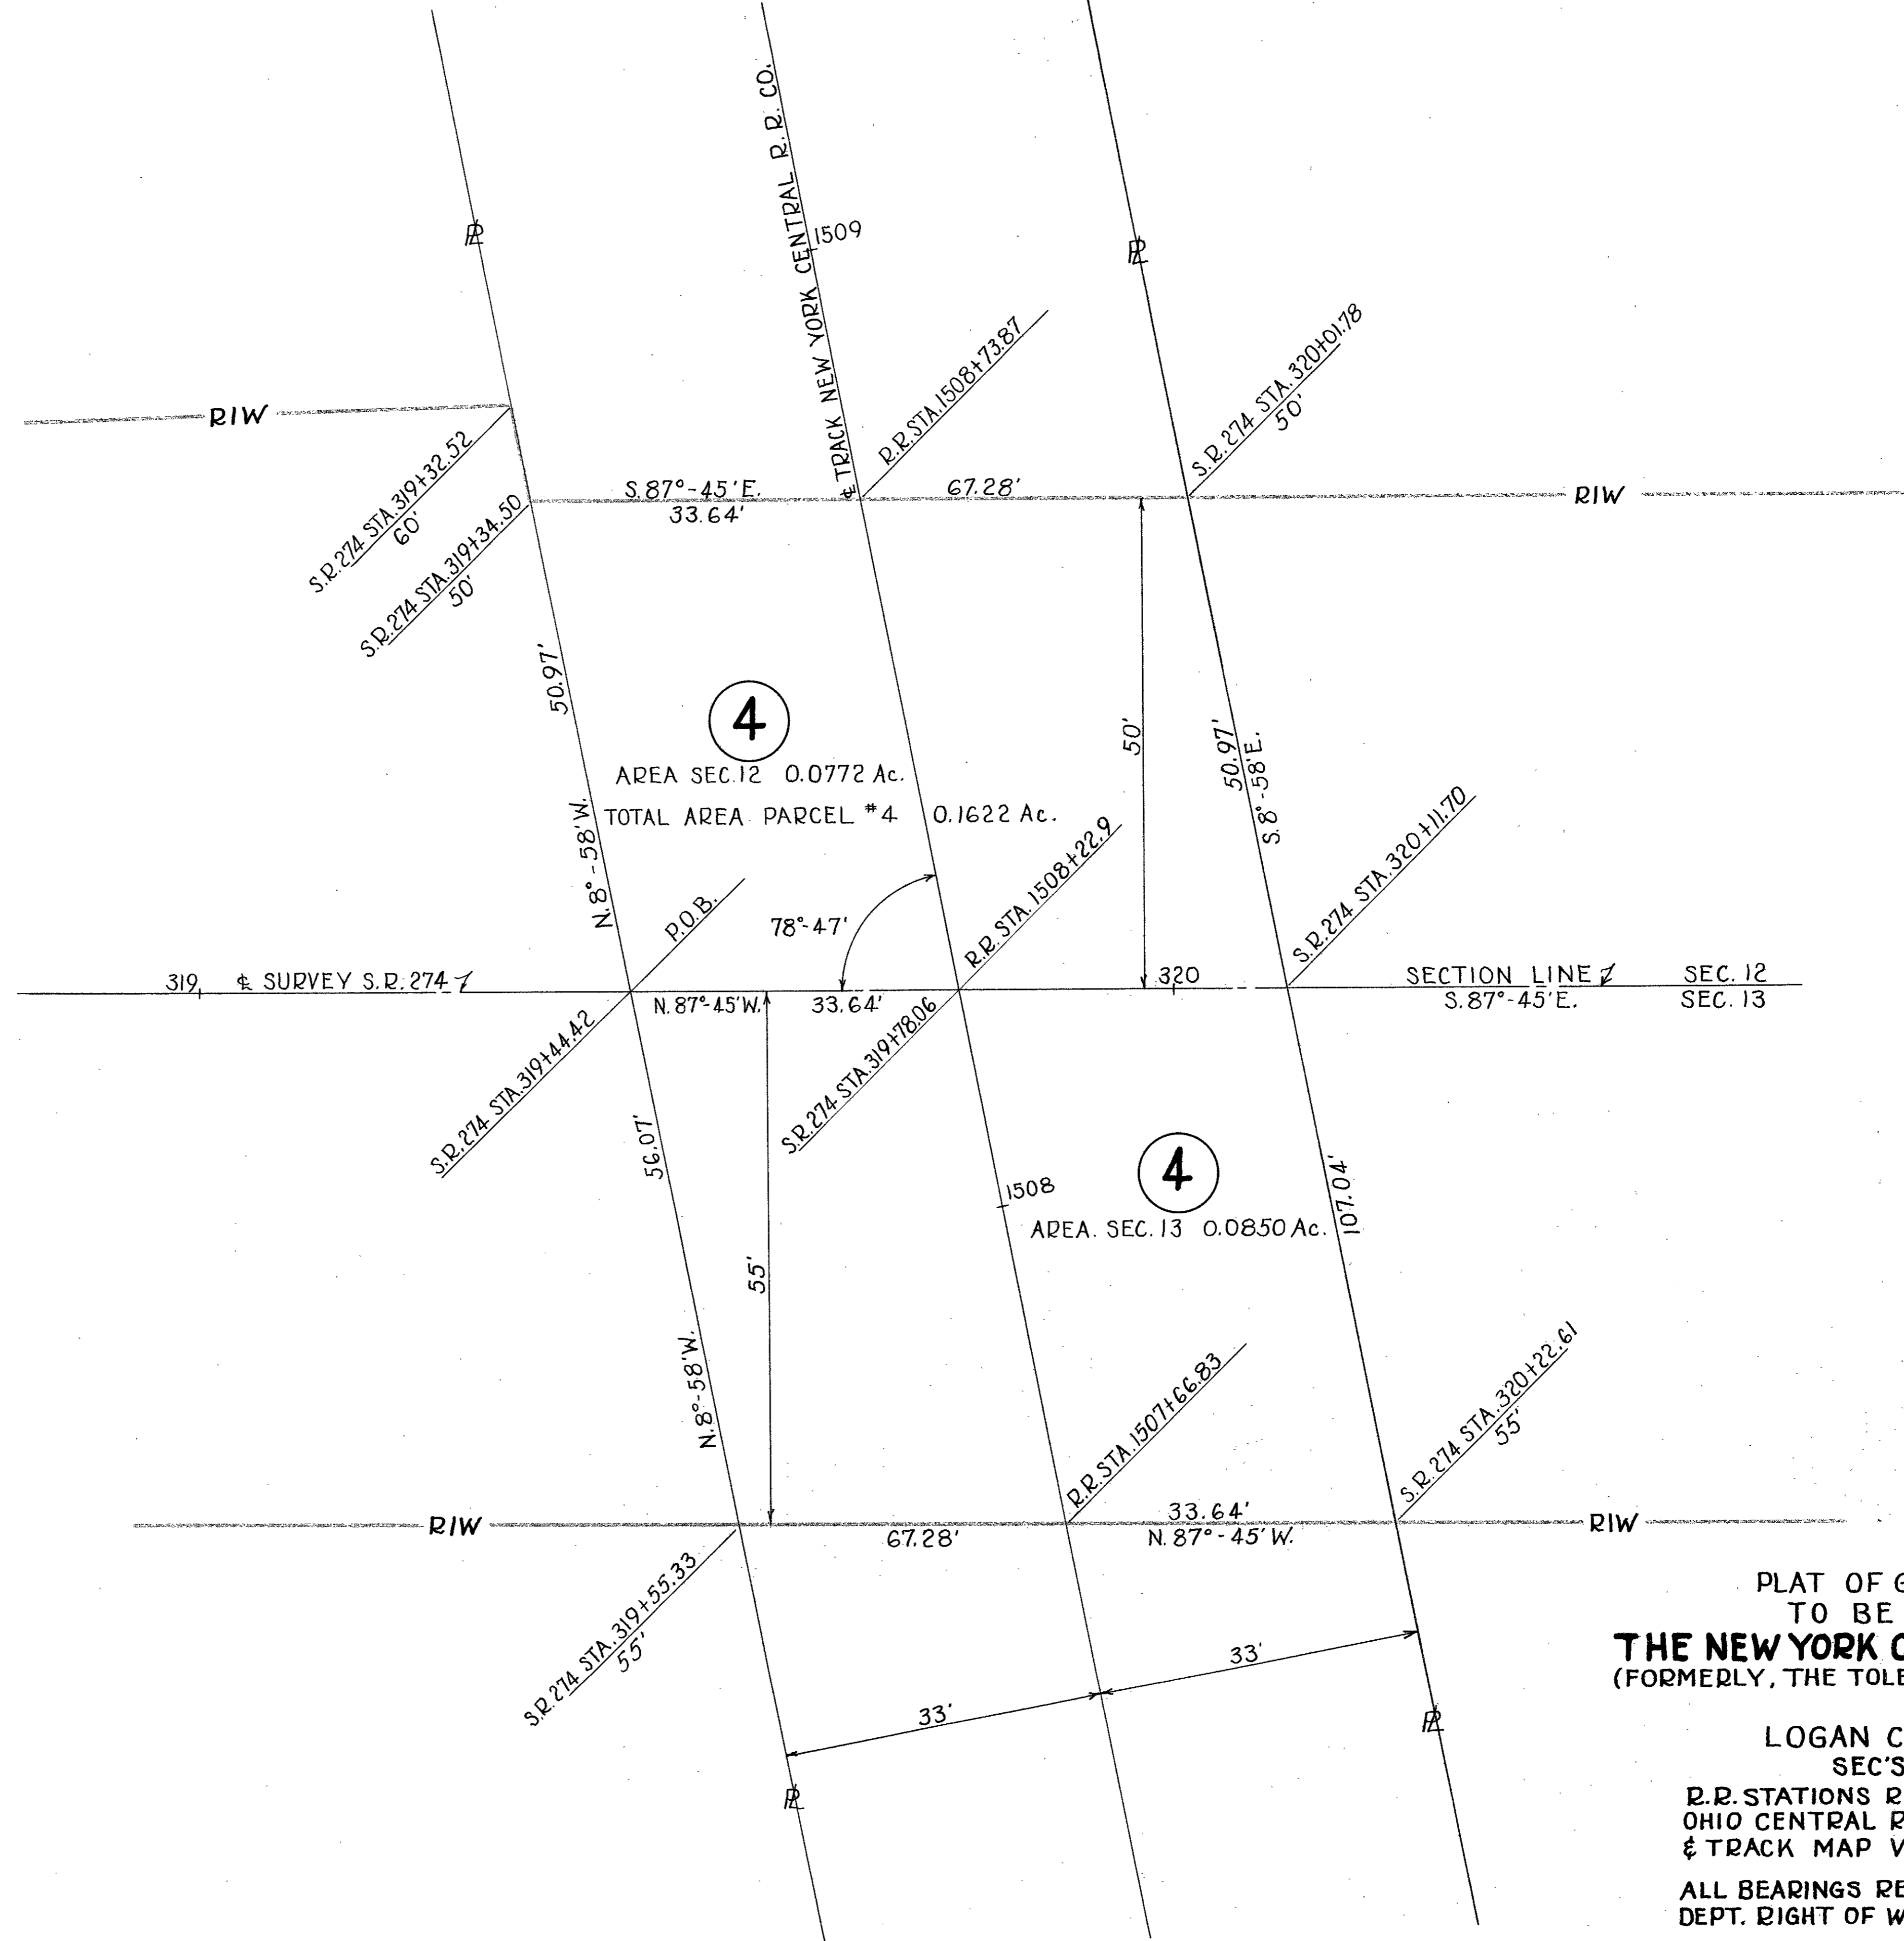 ℄ TRACK NEW YORK CENTRAL R.R. CO.
1509
P̷L
P̷L
R/W
R.R. STA. 1508+73.87
S.R. 274 STA. 320+01.78
50'
S.R. 274 STA. 319+32.52
60'
S.R. 274 STA. 319+34.50
50'
S. 87°-45' E.
33.64'
67.28'
R/W
50.97'
N. 8°-58' W.
4
AREA SEC. 12 0.0772 Ac.
TOTAL AREA PARCEL #4 0.1622 Ac.
50'
50.97'
S. 8°-58' E.
P.O.B.
78°-47'
R.R. STA. 1508+22.9
S.R. 274 STA. 320+11.70
319
℄ SURVEY S.R. 274
N. 87°-45' W.
33.64'
320
SECTION LINE
S. 87°-45' E.
SEC. 12
SEC. 13
S.R. 274 STA. 319+44.42
S.R. 274 STA. 319+78.06
56.07'
N. 8°-58' W.
55'
1508
4
AREA. SEC. 13 0.0850 Ac.
107.04'
R.R. STA. 1507+66.83
S.R. 274 STA. 320+22.61
55'
R/W
67.28'
33.64'
N. 87°-45' W.
R/W
S.R. 274 STA. 319+55.33
55'
33'
33'
P̷L
P̷L
PLAT OF
TO BE
THE NEW YORK
(FORMERLY, THE TOLE
LOGAN C
SEC'S
R.R. STATIONS R
OHIO CENTRAL R
& TRACK MAP V
ALL BEARINGS RE
DEPT. RIGHT OF W